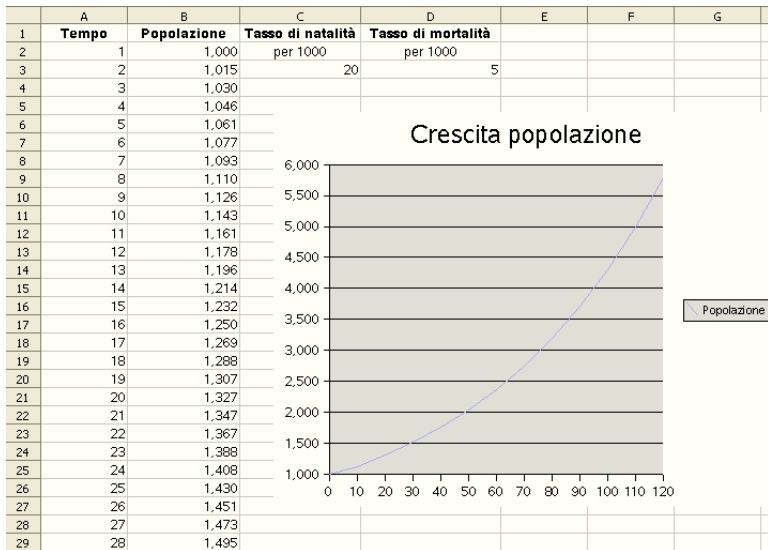 A B C D E F G
1 Tempo Popolazione Tasso di natalità Tasso di mortalità
2 1 1,000 per 1000 per 1000
3 2 1,015 20 5
4 3 1,030
5 4 1,046
6 5 1,061
7 6 1,077
8 7 1,093
9 8 1,110
10 9 1,126
11 10 1,143
12 11 1,161
13 12 1,178
14 13 1,196
15 14 1,214
16 15 1,232
17 16 1,250
18 17 1,269
19 18 1,288
20 19 1,307
21 20 1,327
22 21 1,347
23 22 1,367
24 23 1,388
25 24 1,408
26 25 1,430
27 26 1,451
28 27 1,473
29 28 1,495
Crescita popolazione
6,000
5,500
5,000
4,500
4,000
3,500
3,000
2,500
2,000
1,500
1,000
0 10 20 30 40 50 60 70 80 90 100 110 120
Popolazione